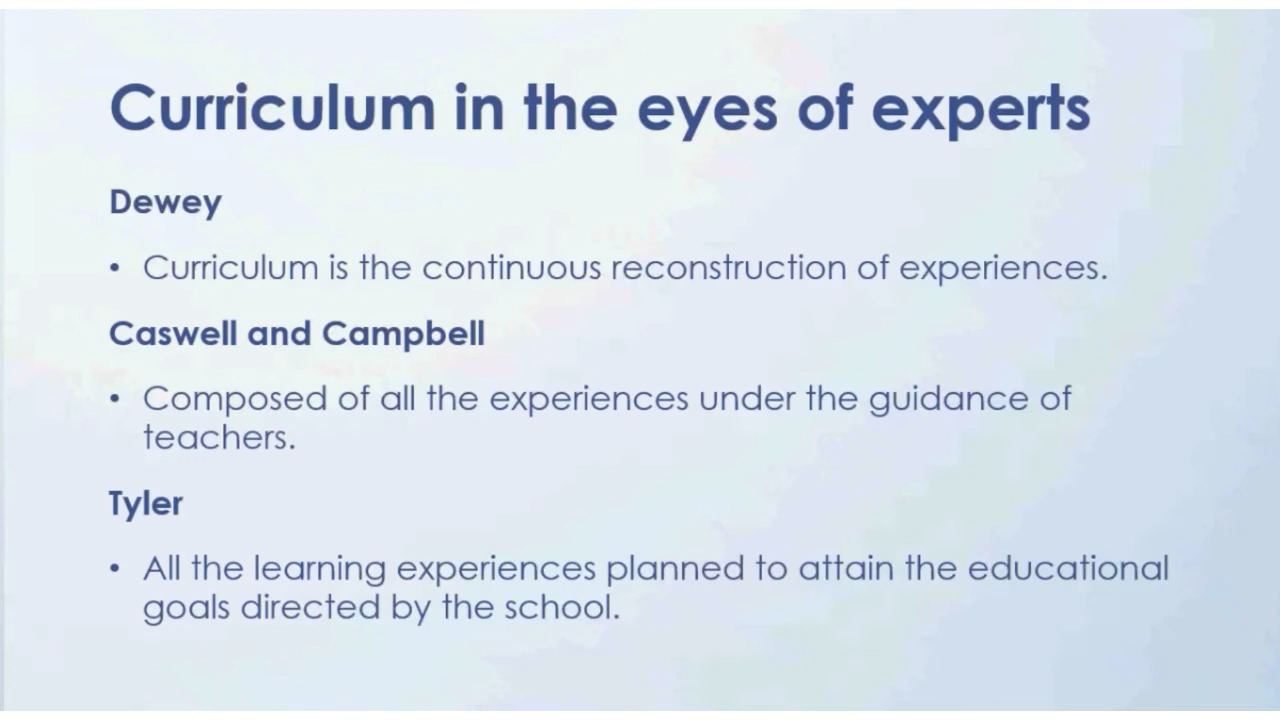 Curriculum in the eyes of experts
Dewey
• Curriculum is the continuous reconstruction of experiences.
Caswell and Campbell
• Composed of all the experiences under the guidance of
teachers.
Tyler
• All the learning experiences planned to attain the educational
goals directed by the school.